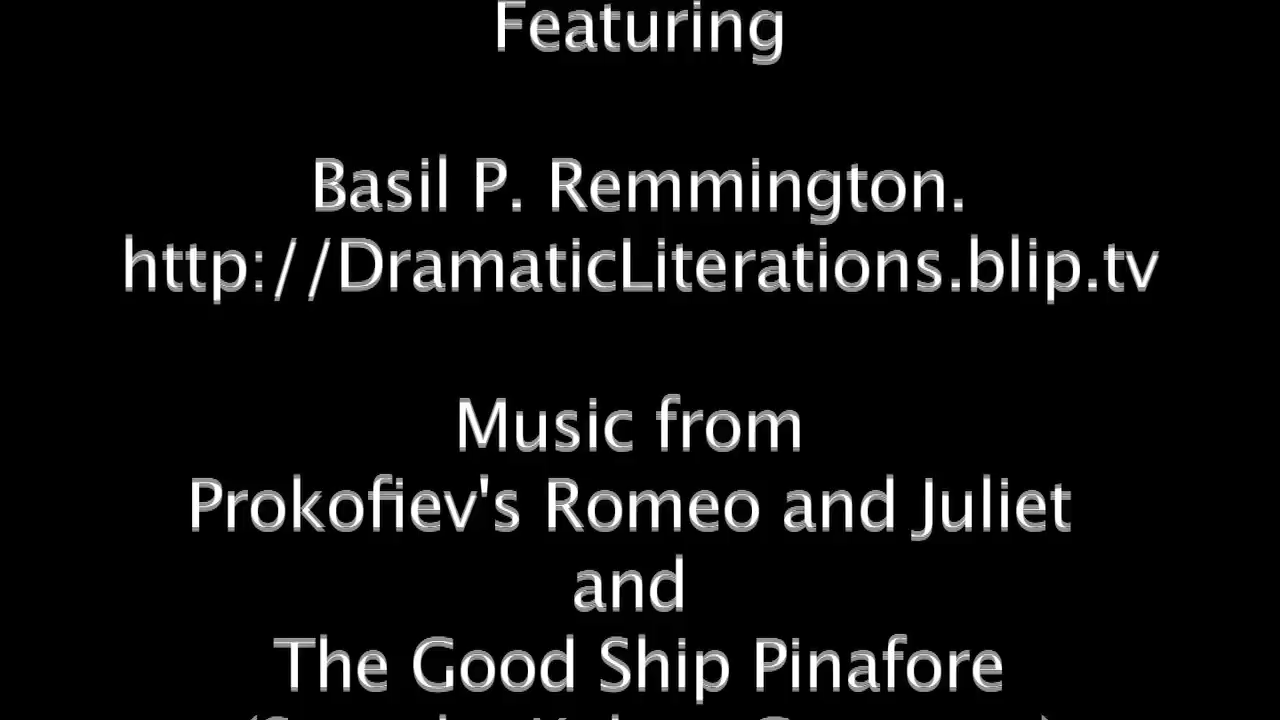 Featuring
Basil P. Remmington.
http://DramaticLiterations.blip.tv
Music from
Prokofiev's Romeo and Juliet
and
The Good Ship Pinafore